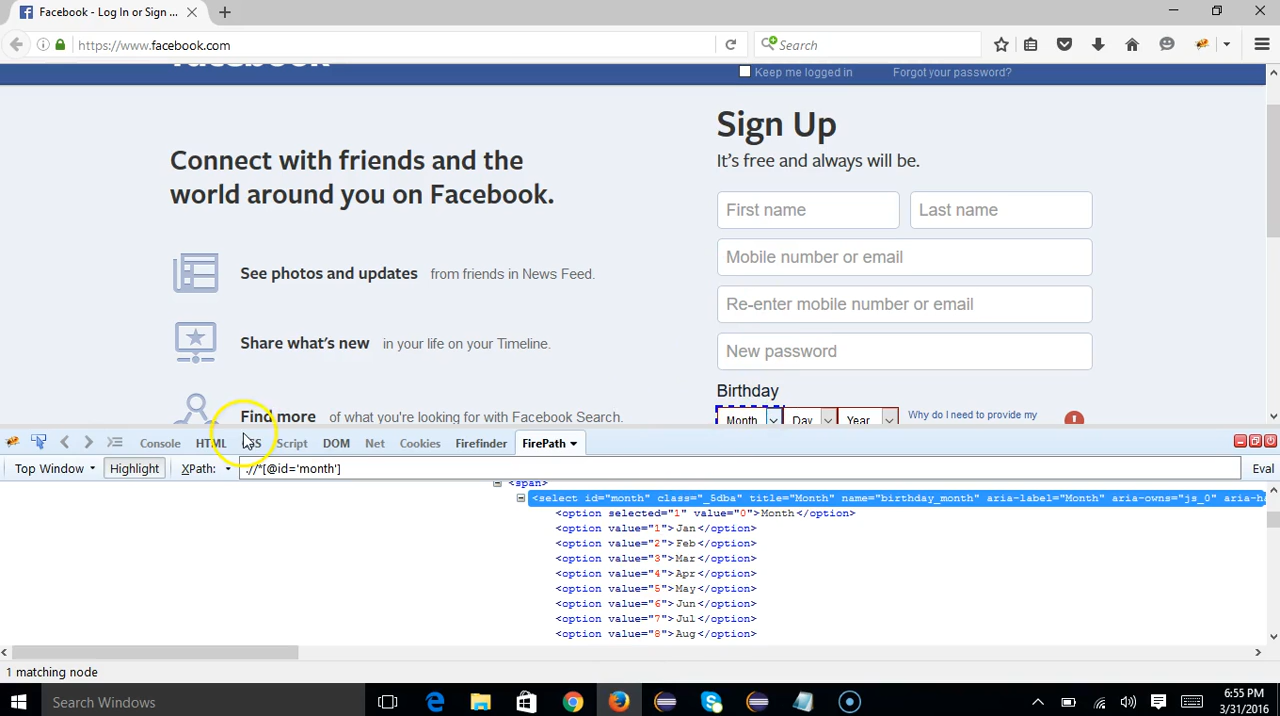 Facebook - Log In or Sign ...
https://www.facebook.com
Search
facebook
Keep me logged in
Forgot your password?
Sign Up
It's free and always will be.
Connect with friends and the
world around you on Facebook.
First name
Last name
Mobile number or email
See photos and updates from friends in News Feed.
Re-enter mobile number or email
Share what's new in your life on your Timeline.
New password
Birthday
Find more of what you're looking for with Facebook Search.
Month
Day
Year
Why do I need to provide my
Console HTML CSS Script DOM Net Cookies Firefinder FirePath
Top Window Highlight XPath: .//*[@id='month'] Eval
<span>
<select id="month" class="_5dba" title="Month" name="birthday_month" aria-label="Month" aria-owns="js_0" aria-h
<option selected="1" value="0">Month</option>
<option value="1">Jan</option>
<option value="2">Feb</option>
<option value="3">Mar</option>
<option value="4">Apr</option>
<option value="5">May</option>
<option value="6">Jun</option>
<option value="7">Jul</option>
<option value="8">Aug</option>
1 matching node
Search Windows
6:55 PM
3/31/2016